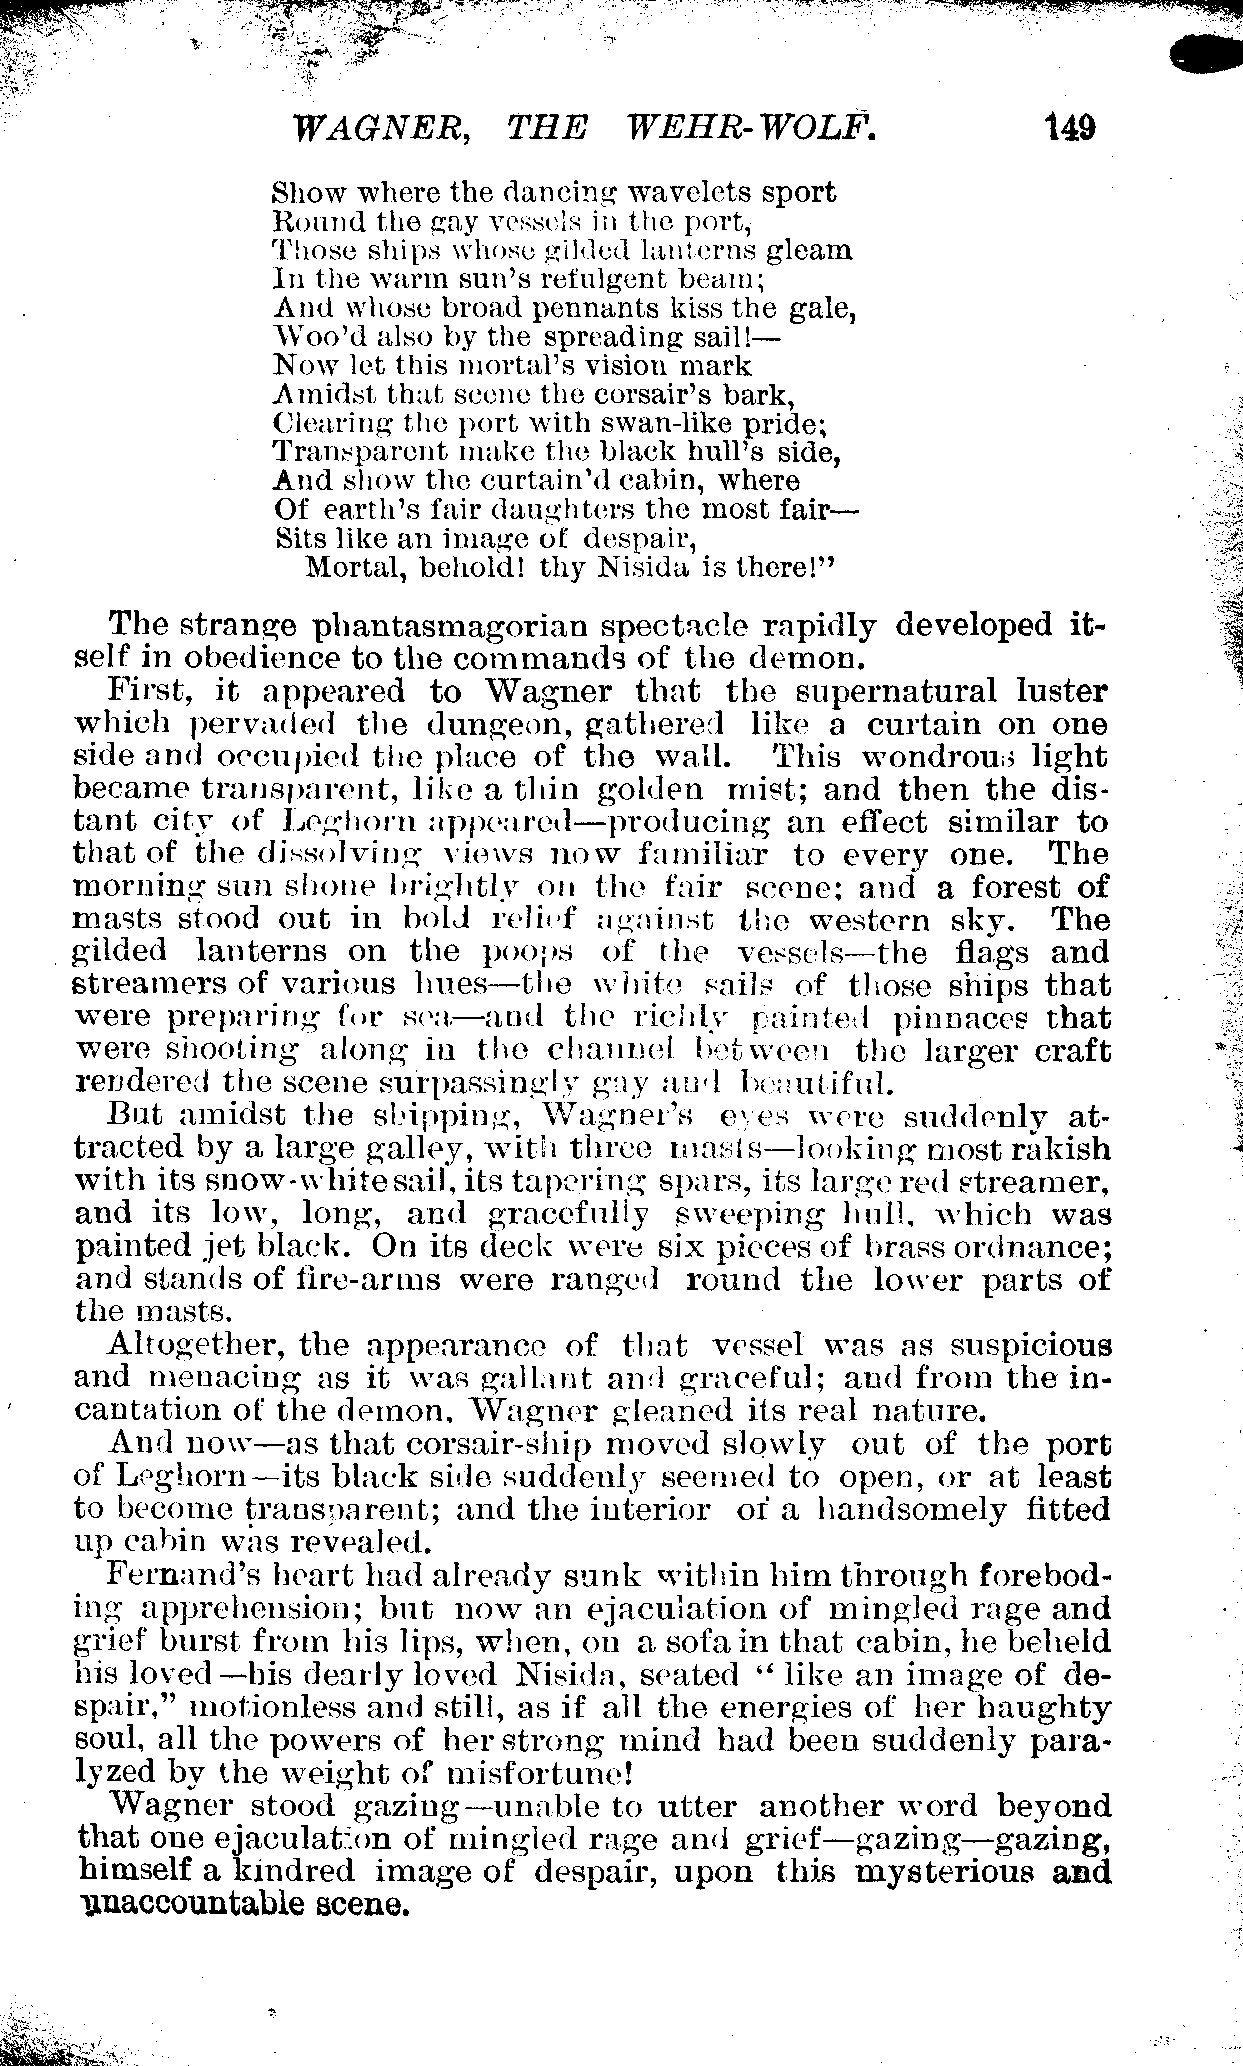 WAGNER, THE WEHR-WOLF. 149
Show where the dancing wavelets sport
Round the gay vessels in the port,
Those ships whose gilded lanterns gleam
In the warm sun's refulgent beam;
And whose broad pennants kiss the gale,
Woo'd also by the spreading sail!—
Now let this mortal's vision mark
Amidst that scene the corsair's bark,
Clearing the port with swan-like pride;
Transparent make the black hull's side,
And show the curtain'd cabin, where
Of earth's fair daughters the most fair—
Sits like an image of despair,
Mortal, behold! thy Nisida is there!"
The strange phantasmagorian spectacle rapidly developed it-
self in obedience to the commands of the demon.
First, it appeared to Wagner that the supernatural luster
which pervaded the dungeon, gathered like a curtain on one
side and occupied the place of the wall. This wondrous light
became transparent, like a thin golden mist; and then the dis-
tant city of Leghorn appeared—producing an effect similar to
that of the dissolving views now familiar to every one. The
morning sun shone brightly on the fair scene; and a forest of
masts stood out in bold relief against the western sky. The
gilded lanterns on the poops of the vessels—the flags and
streamers of various hues—the white sails of those ships that
were preparing for sea—and the richly painted pinnaces that
were shooting along in the channel between the larger craft
rendered the scene surpassingly gay and beautiful.
But amidst the shipping, Wagner's eyes were suddenly at-
tracted by a large galley, with three masts—looking most rakish
with its snow-white sail, its tapering spars, its large red streamer,
and its low, long, and gracefully sweeping hull, which was
painted jet black. On its deck were six pieces of brass ordnance;
and stands of fire-arms were ranged round the lower parts of
the masts.
Altogether, the appearance of that vessel was as suspicious
and menacing as it was gallant and graceful; and from the in-
cantation of the demon, Wagner gleaned its real nature.
And now—as that corsair-ship moved slowly out of the port
of Leghorn—its black side suddenly seemed to open, or at least
to become transparent; and the interior of a handsomely fitted
up cabin was revealed.
Fernand's heart had already sunk within him through forebod-
ing apprehension; but now an ejaculation of mingled rage and
grief burst from his lips, when, on a sofa in that cabin, he beheld
his loved—his dearly loved Nisida, seated "like an image of de-
spair," motionless and still, as if all the energies of her haughty
soul, all the powers of her strong mind had been suddenly para-
lyzed by the weight of misfortune!
Wagner stood gazing—unable to utter another word beyond
that one ejaculation of mingled rage and grief—gazing—gazing,
himself a kindred image of despair, upon this mysterious and
unaccountable scene.